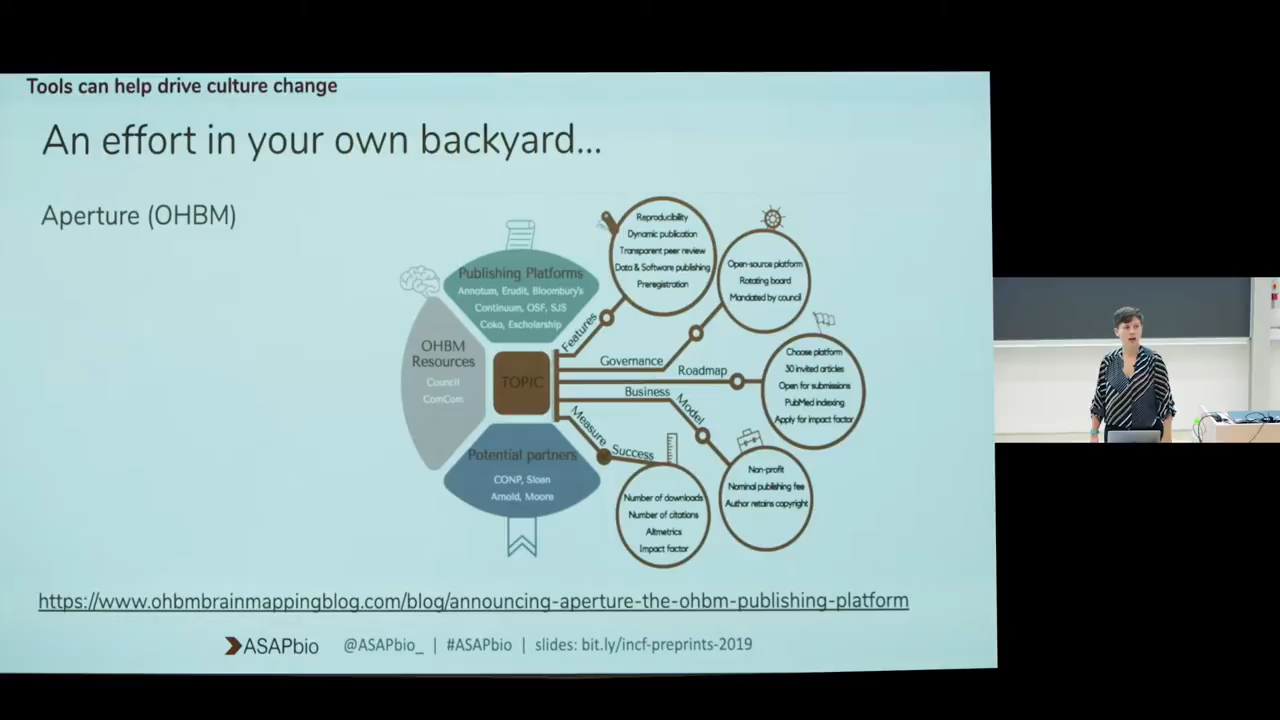 Tools can help drive culture change
An effort in your own backyard...
Aperture (OHBM)
Publishing Platforms
Annotum, Erudit, Bloombury's
Continuum, OSF, SJS
Coko, Escholarship
OHBM
Resources
Council
ComCom
TOPIC
Potential partners
CONP, Sloan
Arnold, Moore
Features
Reproducibility
Dynamic publication
Transparent peer review
Data & Software publishing
Preregistration
Governance
Open-source platform
Rotating board
Mandated by council
Roadmap
Choose platform
30 invited articles
Open for submissions
PubMed indexing
Apply for impact factor
Business Model
Non-profit
Nominal publishing fee
Author retains copyright
Measure Success
Number of downloads
Number of citations
Altmetrics
Impact factor
https://www.ohbmbrainmappingblog.com/blog/announcing-aperture-the-ohbm-publishing-platform
ASAPbio @ASAPbio_ | #ASAPbio | slides: bit.ly/incf-preprints-2019